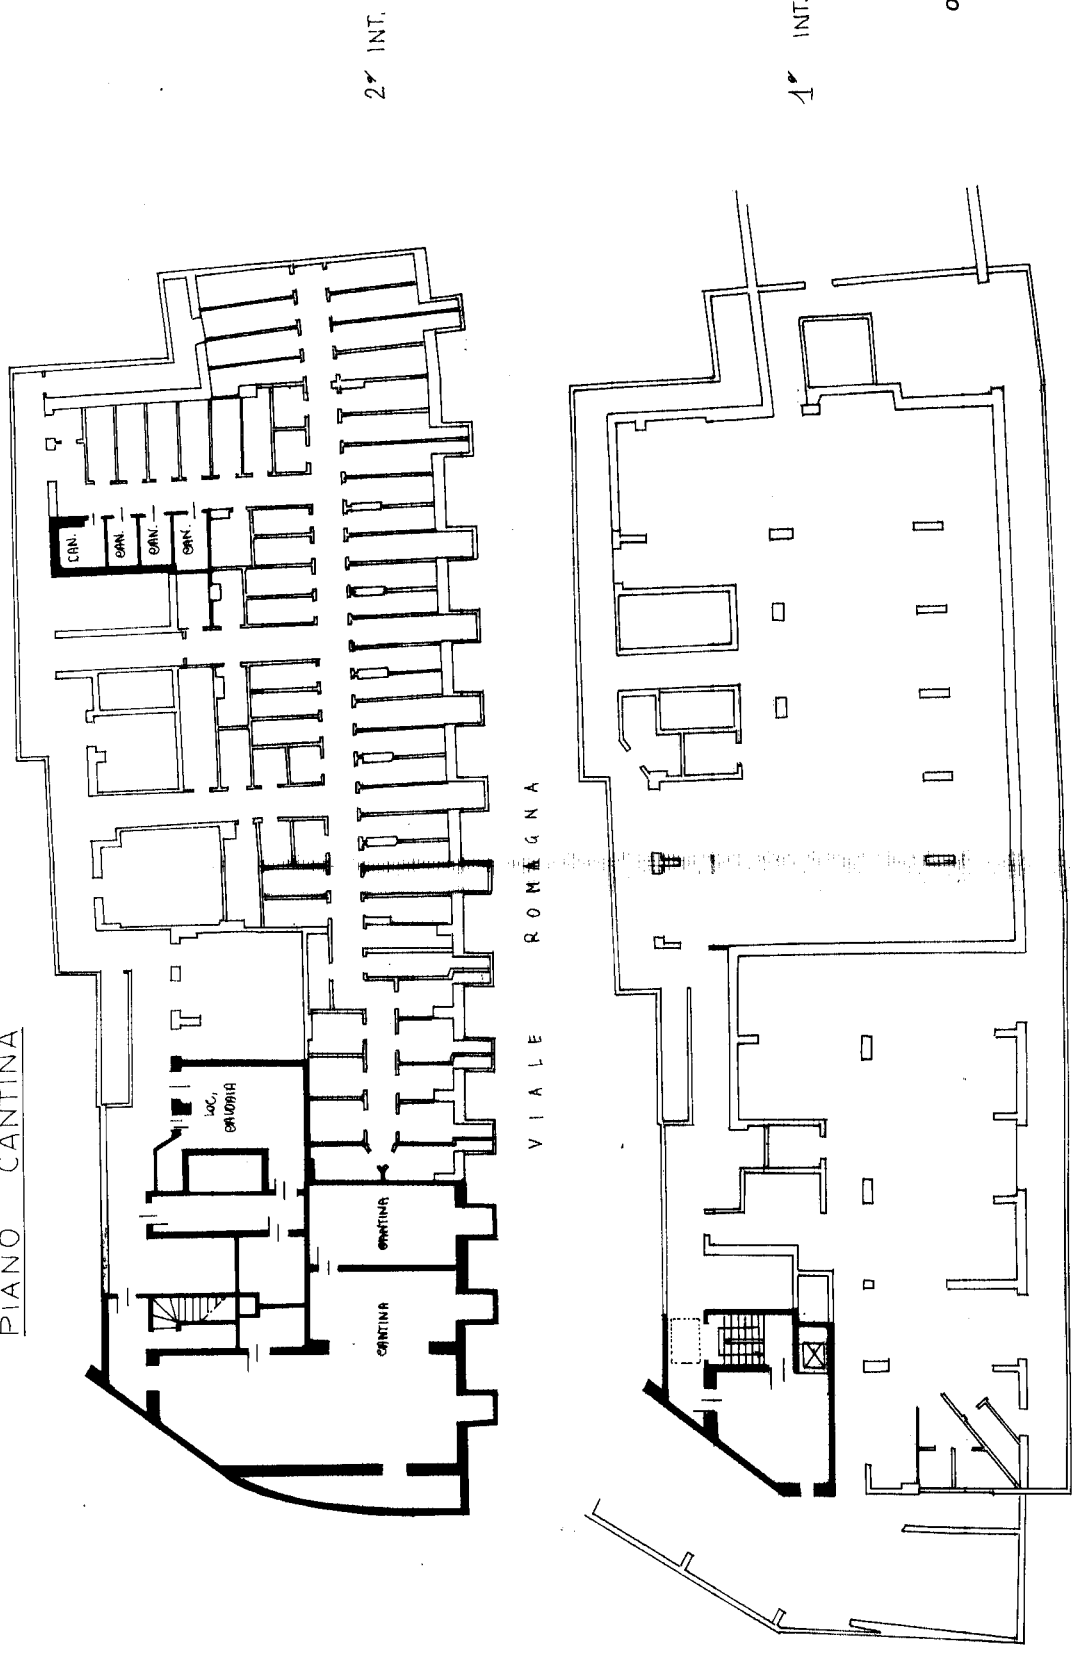 PIANO CANTINA
2° INT.
CAN.
CAN.
CAN.
CAN.
LOC.
CALDAIA
CANTINA
CANTINA
VIALE ROMAGNA
1° INT.